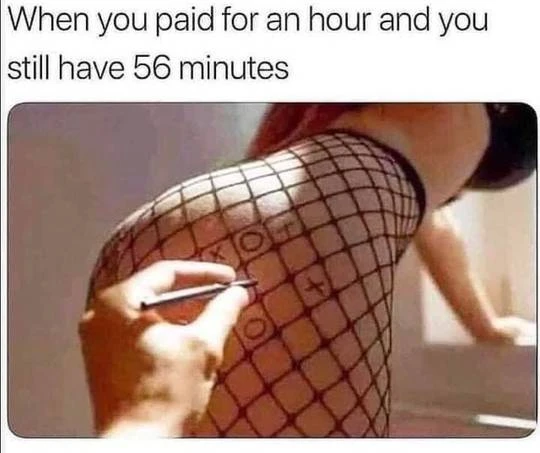 When you paid for an hour and you
still have 56 minutes
X O
X
O